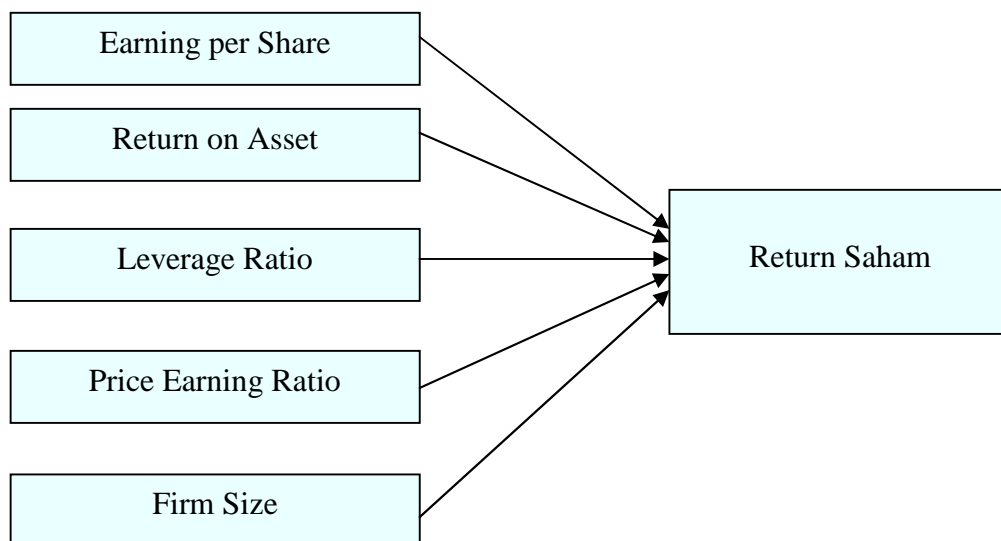 Earning per Share
Return on Asset
Leverage Ratio
Return Saham
Price Earning Ratio
Firm Size